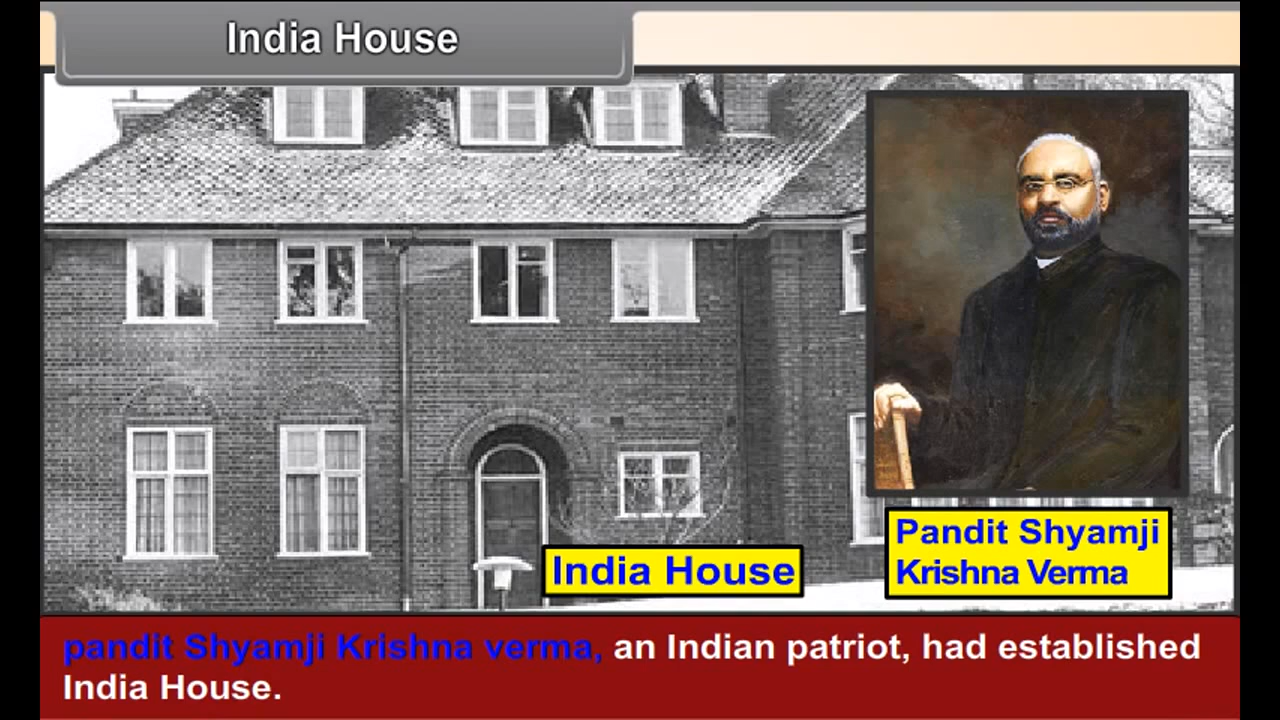 India House
India House
Pandit Shyamji
Krishna Verma
pandit Shyamji Krishna verma, an Indian patriot, had established
India House.